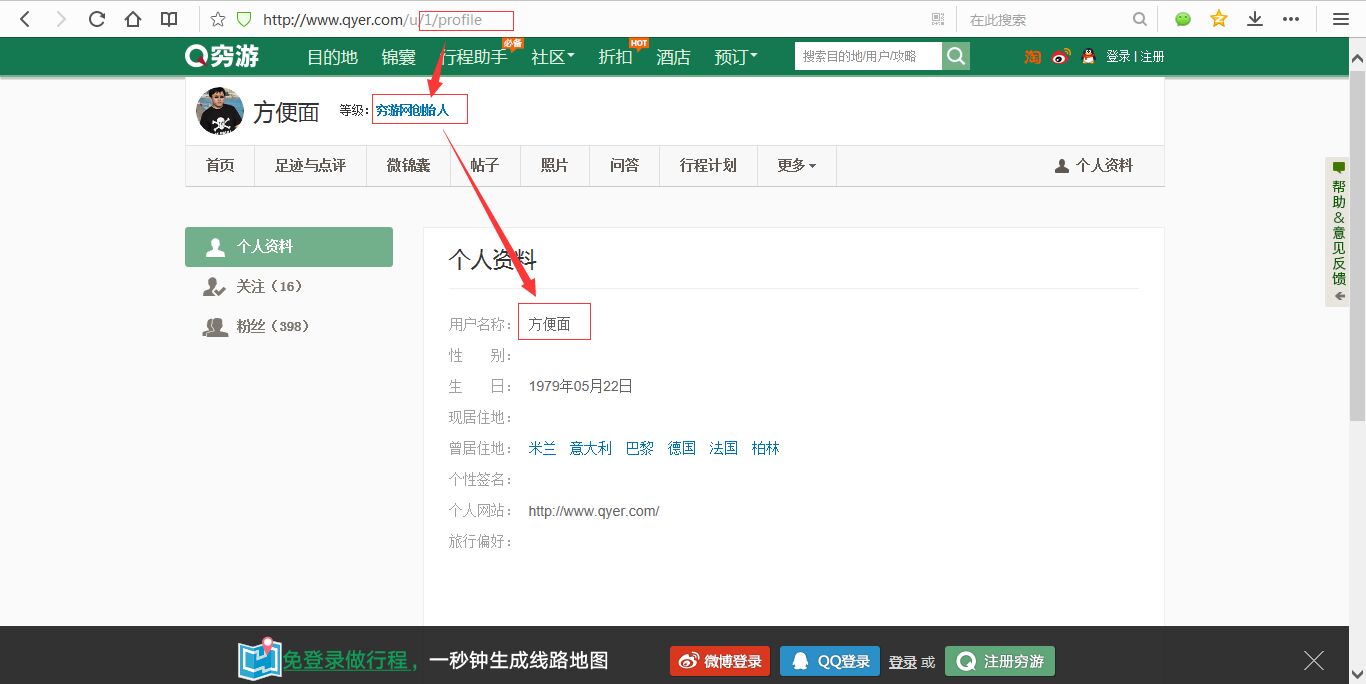 http://www.qyer.com/u/1/profile
在此搜索
穷游
目的地
锦囊
行程助手
必备
社区
折扣
HOT
酒店
预订
搜索目的地/用户/攻略
淘
登录 | 注册
方便面
等级：
穷游网创始人
首页
足迹与点评
微锦囊
帖子
照片
问答
行程计划
更多
个人资料
帮助&意见反馈
个人资料
关注（16）
粉丝（398）
个人资料
用户名称： 方便面
性 别：
生 日： 1979年05月22日
现居住地：
曾居住地： 米兰 意大利 巴黎 德国 法国 柏林
个性签名：
个人网站： http://www.qyer.com/
旅行偏好：
免登录做行程，一秒钟生成线路地图
微博登录
QQ登录
登录 或
注册穷游